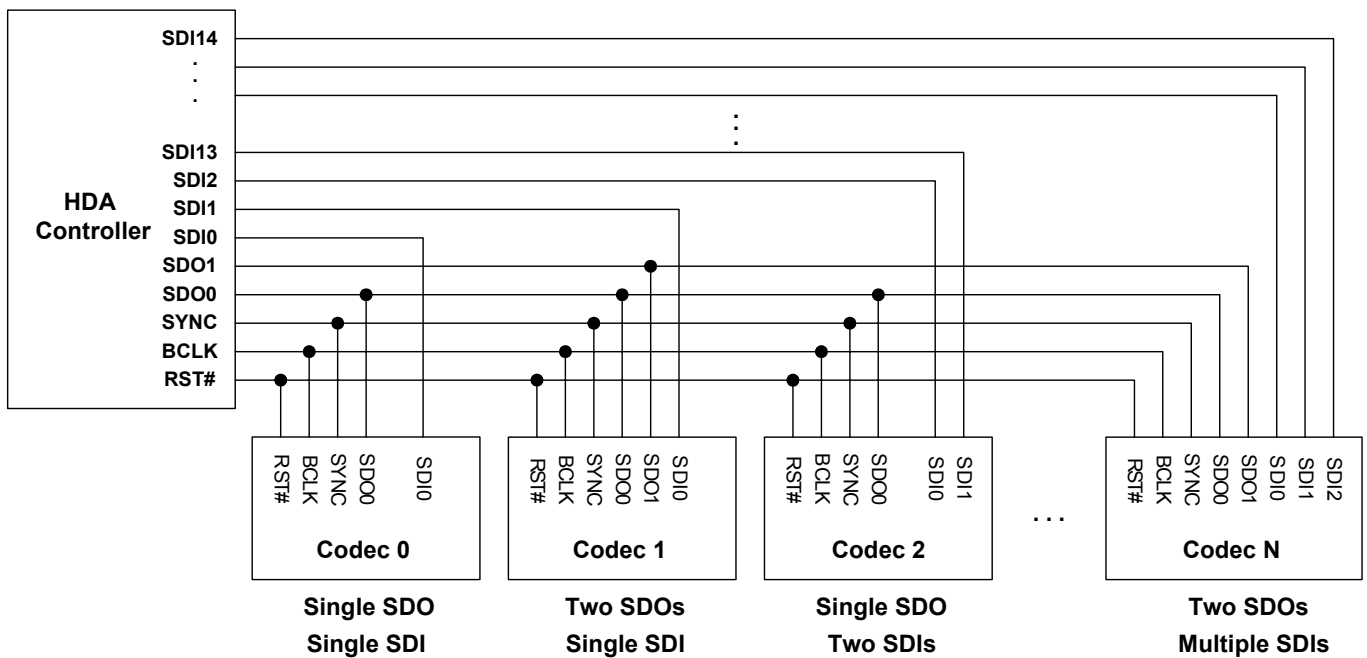 SDI14
.
.
.
SDI13
SDI2
SDI1
SDI0
SDO1
SDO0
SYNC
BCLK
RST#
HDA
Controller
.
.
.
RST#
BCLK
SYNC
SDO0
SDI0
Codec 0
Single SDO
Single SDI
RST#
BCLK
SYNC
SDO0
SDO1
SDI0
Codec 1
Two SDOs
Single SDI
RST#
BCLK
SYNC
SDO0
SDI0
SDI1
Codec 2
Single SDO
Two SDIs
. . .
RST#
BCLK
SYNC
SDO0
SDO1
SDI0
SDI1
SDI2
Codec N
Two SDOs
Multiple SDIs